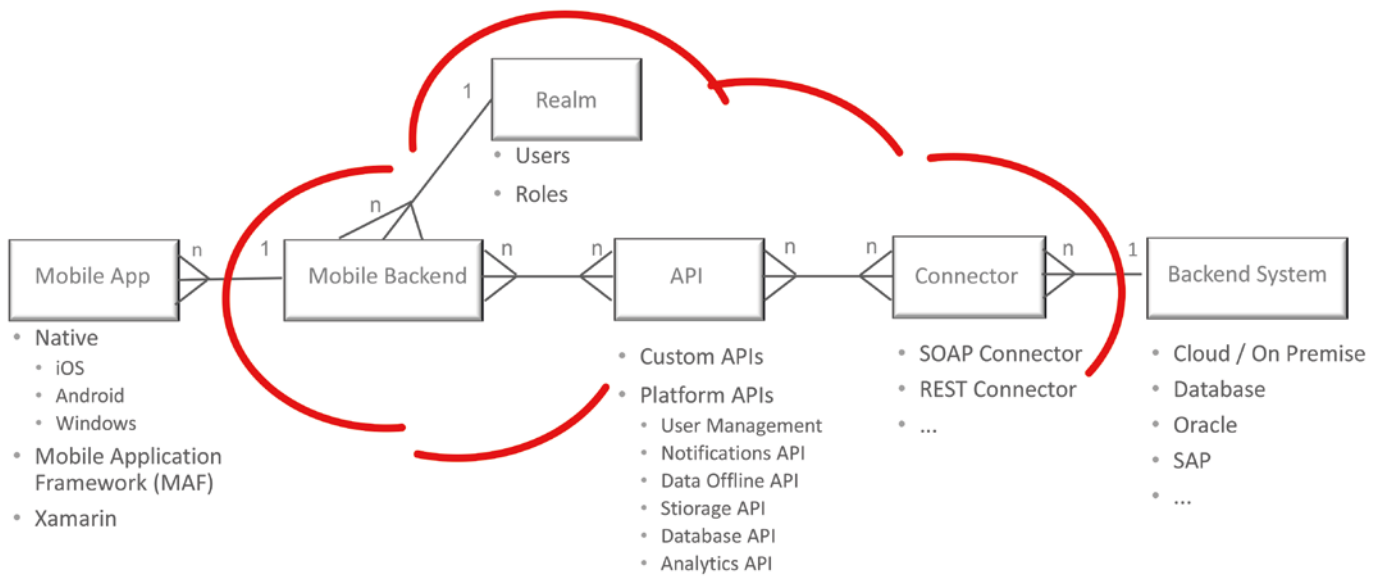 Realm
1
• Users
• Roles
n
n
1
n
n
n
n
n
1
Mobile App
Mobile Backend
API
Connector
Backend System
• Native
• iOS
• Android
• Windows
• Mobile Application
Framework (MAF)
• Xamarin
• Custom APIs
• Platform APIs
• User Management
• Notifications API
• Data Offline API
• Stiorage API
• Database API
• Analytics API
• SOAP Connector
• REST Connector
• ...
• Cloud / On Premise
• Database
• Oracle
• SAP
• ...